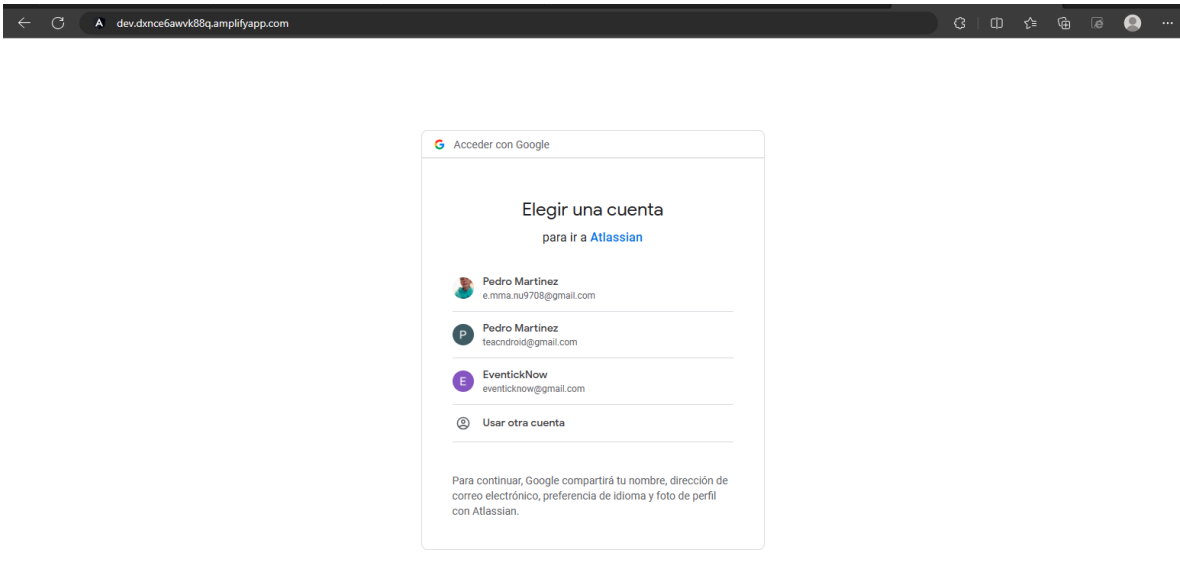 dev.dxnce6awvk88q.amplifyapp.com
Acceder con Google
Elegir una cuenta
para ir a Atlassian
Pedro Martinez
e.mma.nu9708@gmail.com
P
Pedro Martínez
teacndroid@gmail.com
E
EventickNow
eventicknow@gmail.com
Usar otra cuenta
Para continuar, Google compartirá tu nombre, dirección de
correo electrónico, preferencia de idioma y foto de perfil
con Atlassian.